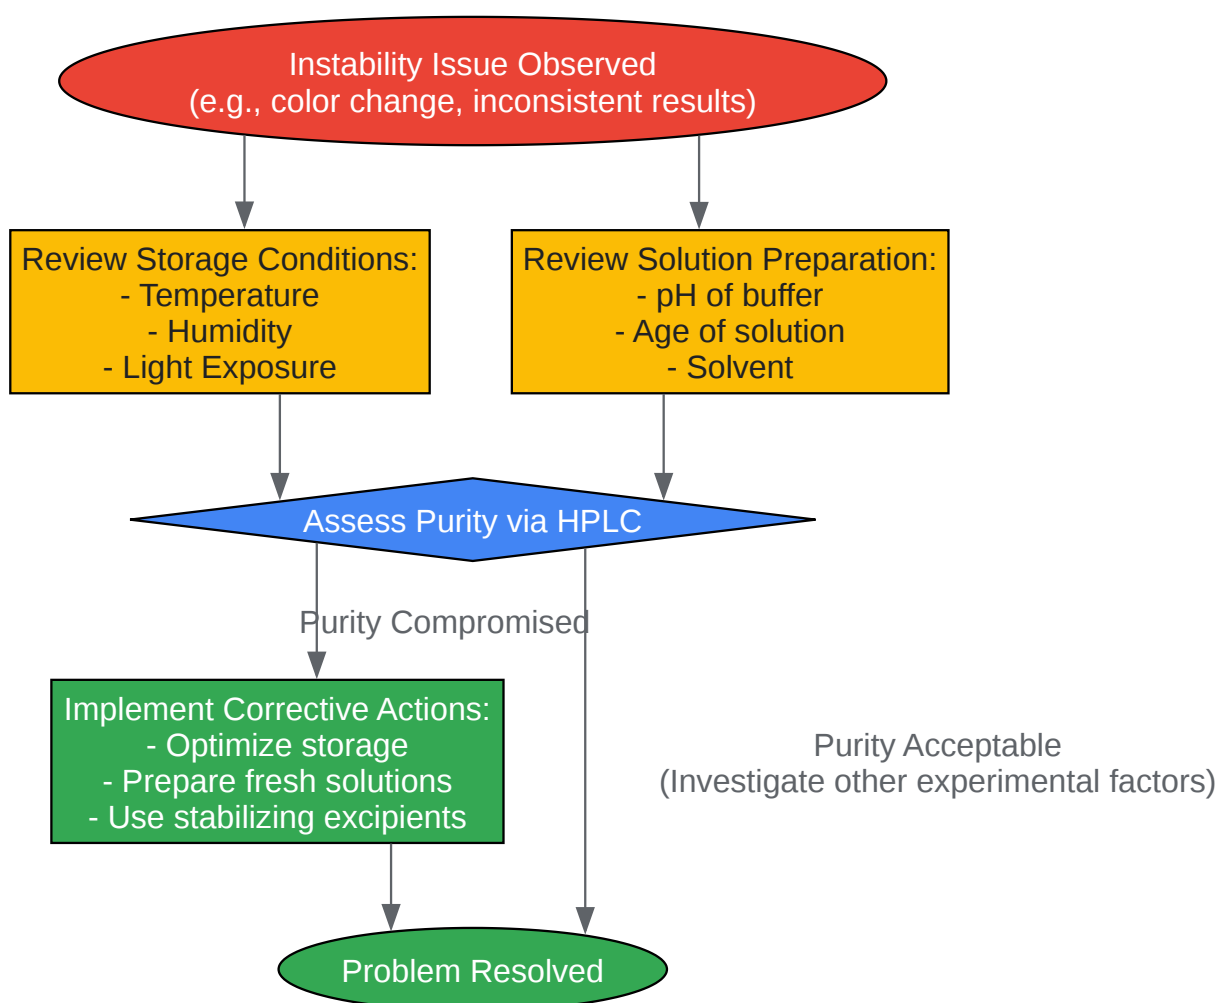 Instability Issue Observed
(e.g., color change, inconsistent results)
Review Storage Conditions:
- Temperature
- Humidity
- Light Exposure
Review Solution Preparation:
- pH of buffer
- Age of solution
- Solvent
Assess Purity via HPLC
Purity Compromised
Implement Corrective Actions:
- Optimize storage
- Prepare fresh solutions
- Use stabilizing excipients
Purity Acceptable
(Investigate other experimental factors)
Problem Resolved